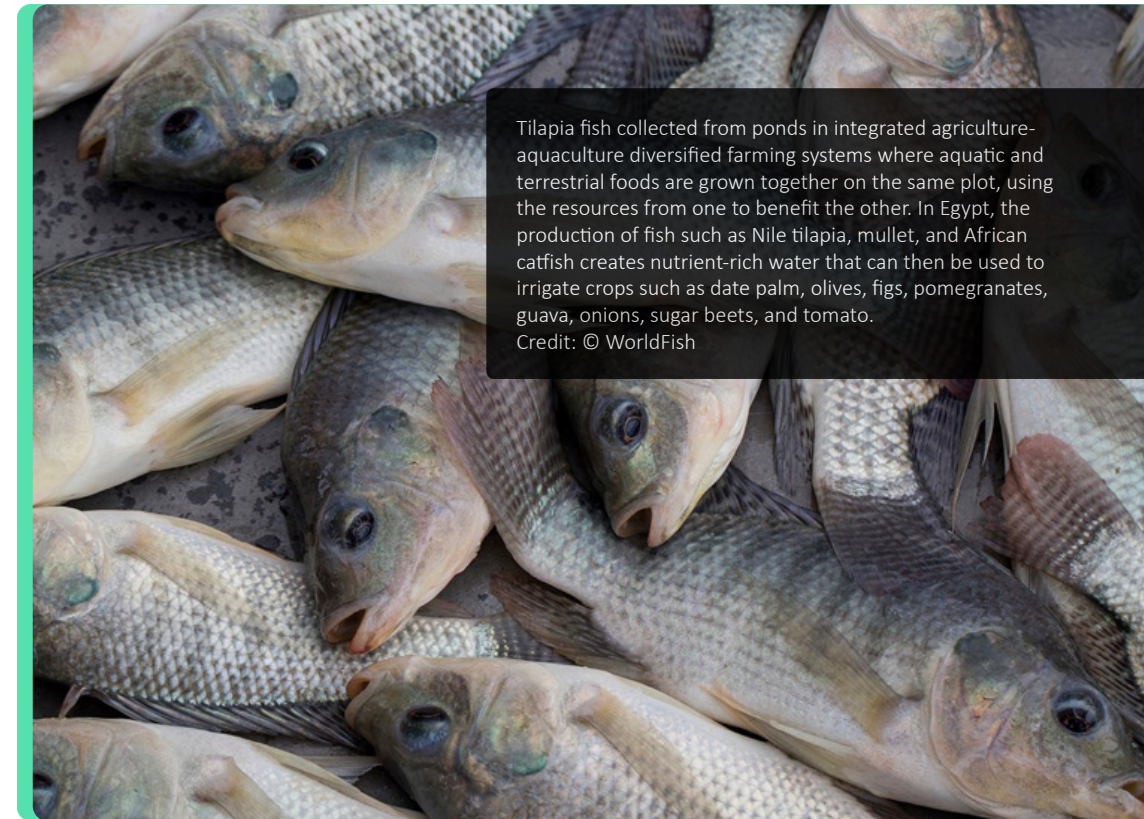 Tilapia fish collected from ponds in integrated agriculture-
aquaculture diversified farming systems where aquatic and
terrestrial foods are grown together on the same plot, using
the resources from one to benefit the other. In Egypt, the
production of fish such as Nile tilapia, mullet, and African
catfish creates nutrient-rich water that can then be used to
irrigate crops such as date palm, olives, figs, pomegranates,
guava, onions, sugar beets, and tomato.
Credit: © WorldFish